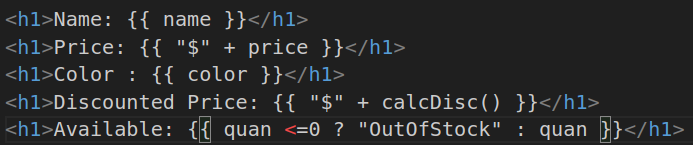 <h1>Name: {{ name }}</h1>
<h1>Price: {{ "$" + price }}</h1>
<h1>Color : {{ color }}</h1>
<h1>Discounted Price: {{ "$" + calcDisc() }}</h1>
<h1>Available: {{ quan <=0 ? "OutOfStock" : quan }}</h1>